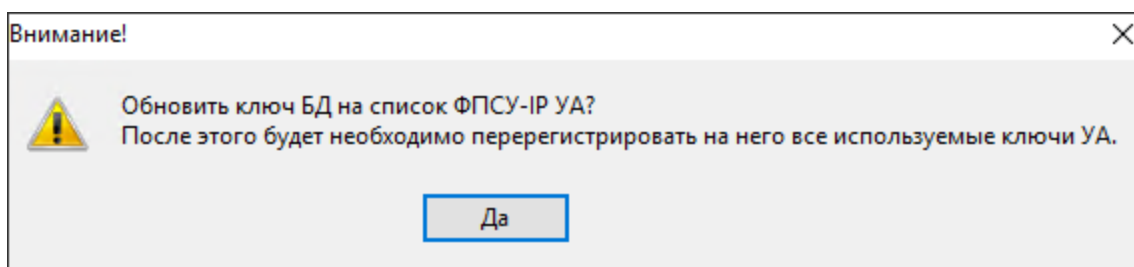 Внимание!
Обновить ключ БД на список ФПСУ-IP УА?
После этого будет необходимо перерегистрировать на него все используемые ключи УА.
Да